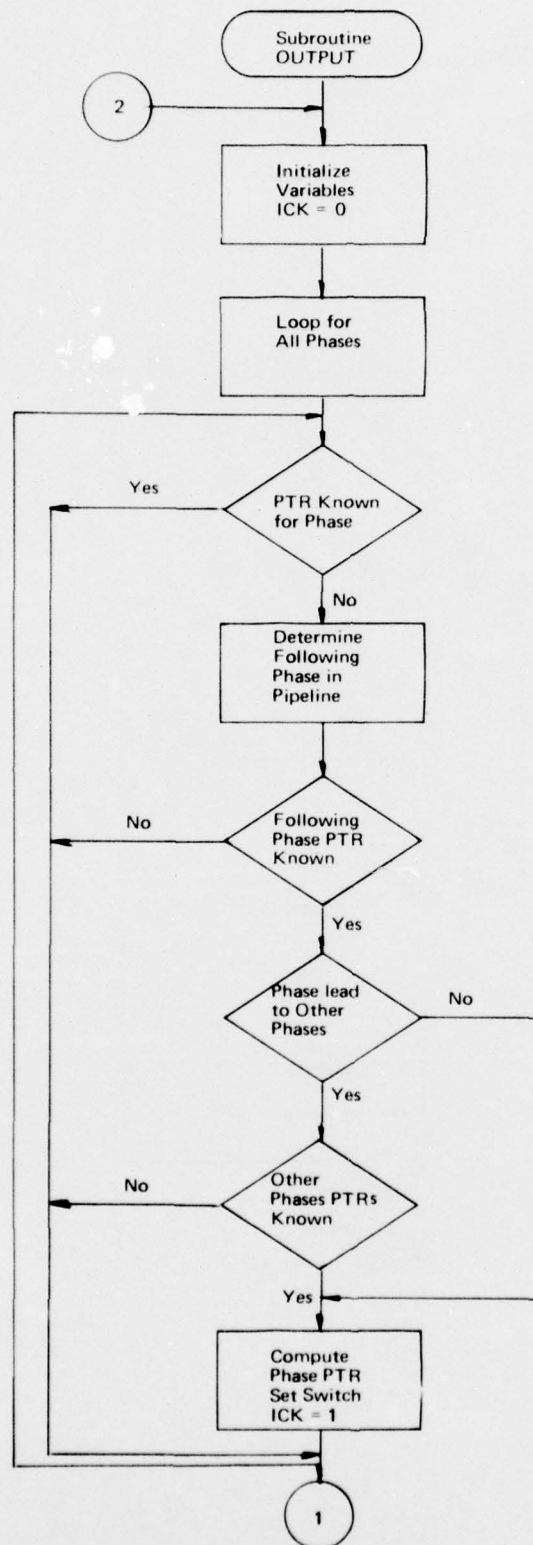 Subroutine
OUTPUT
2
Initialize
Variables
ICK = 0
Loop for
All Phases
Yes
PTR Known
for Phase
No
Determine
Following
Phase in
Pipeline
No
Following
Phase PTR
Known
Yes
Phase lead
to Other
Phases
No
Yes
No
Other
Phases PTRs
Known
Yes
Compute
Phase PTR
Set Switch
ICK = 1
1